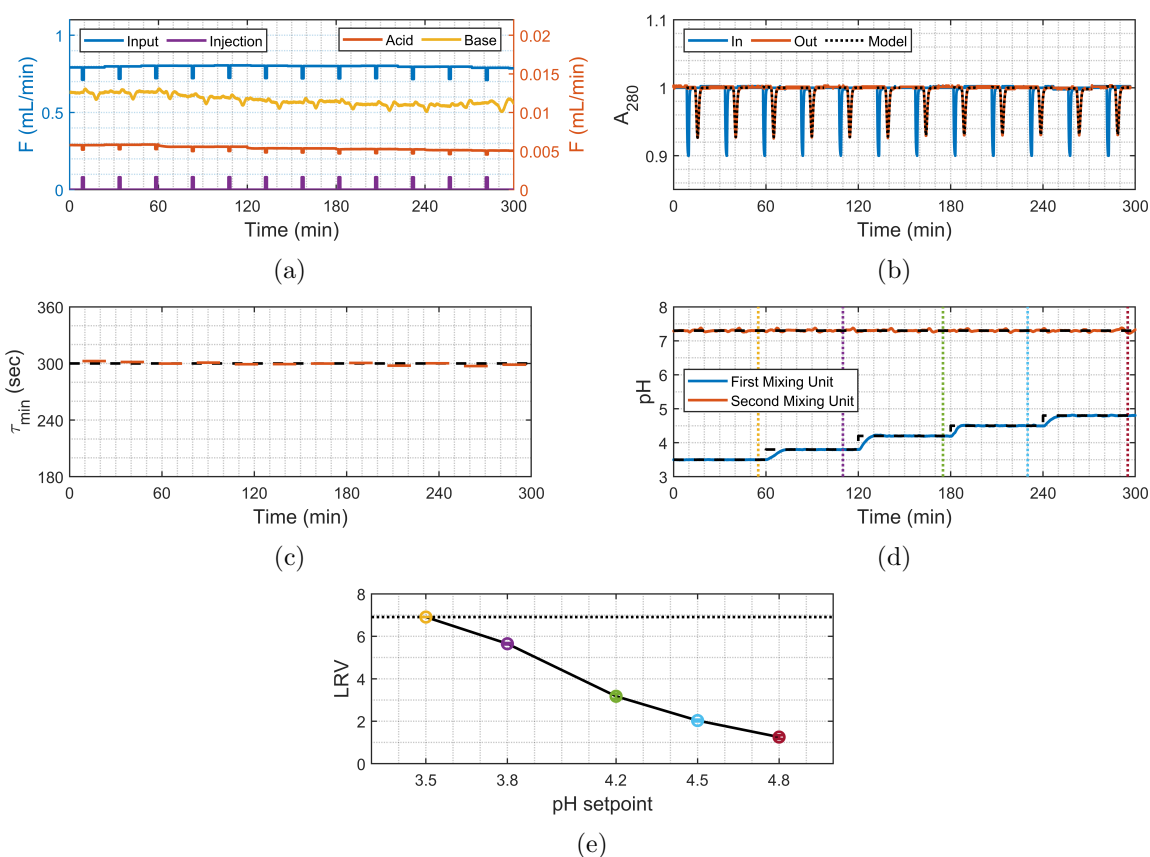 1
0.5
0
F (mL/min)
Input
Injection
Acid
Base
0.02
0.015
0.01
0.005
0
F (mL/min)
0 60 120 180 240 300
Time (min)
(a)
1.1
1
0.9
A280
In
Out
Model
0 60 120 180 240 300
Time (min)
(b)
360
300
240
180
τmin (sec)
0 60 120 180 240 300
Time (min)
(c)
8
7
6
5
4
3
pH
First Mixing Unit
Second Mixing Unit
0 60 120 180 240 300
Time (min)
(d)
8
6
4
2
0
LRV
3.5 3.8 4.2 4.5 4.8
pH setpoint
(e)